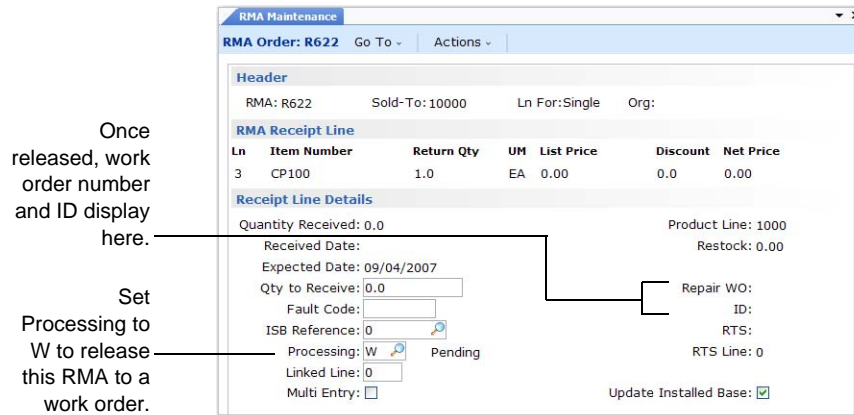 RMA Maintenance
RMA Order: R622 Go To Actions
Header
RMA: R622 Sold-To: 10000 Ln For: Single Org:
RMA Receipt Line
Ln Item Number Return Qty UM List Price Discount Net Price
3 CP100 1.0 EA 0.00 0.0 0.00
Receipt Line Details
Quantity Received: 0.0 Product Line: 1000
Received Date: Restock: 0.00
Expected Date: 09/04/2007
Qty to Receive: 0.0 Repair WO:
Fault Code: ID:
ISB Reference: 0 RTS:
Processing: W Pending RTS Line: 0
Linked Line: 0
Multi Entry: Update Installed Base:
Once
released, work
order number
and ID display
here.
Set
Processing to
W to release
this RMA to a
work order.